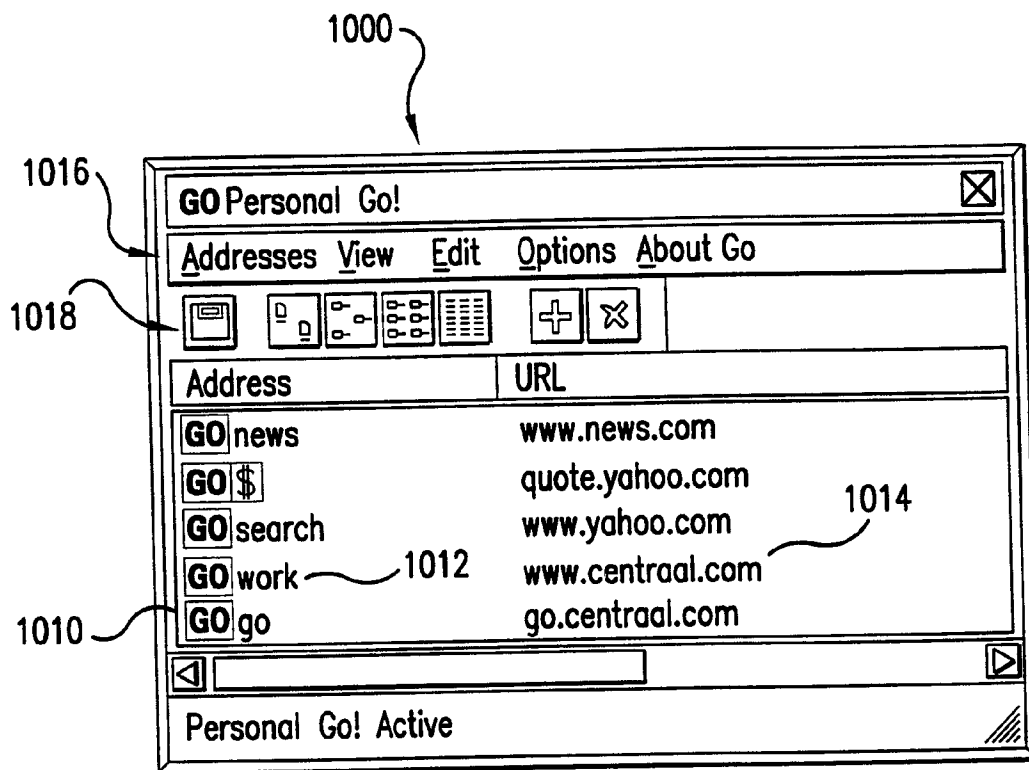 1000
1016
GO Personal Go!
Addresses View Edit Options About Go
1018
Address URL
GO news www.news.com
GO $ quote.yahoo.com
1014
GO search www.yahoo.com
GO work 1012 www.centraal.com
1010
GO go go.centraal.com
Personal Go! Active